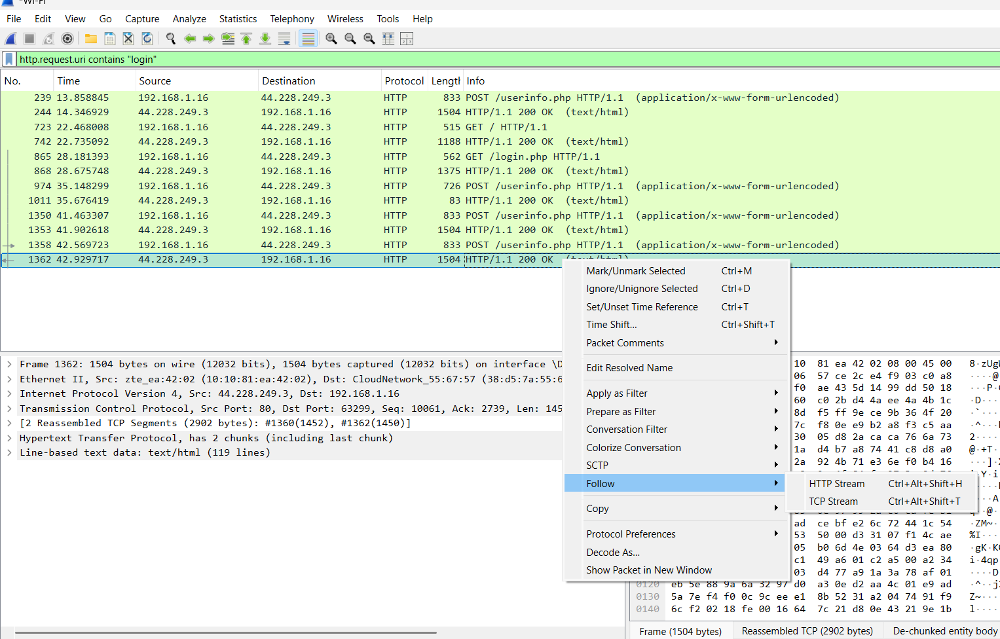 *Wi-Fi
File Edit View Go Capture Analyze Statistics Telephony Wireless Tools Help
http.request.uri contains "login"
No. Time Source Destination Protocol Length Info
239 13.858845 192.168.1.16 44.228.249.3 HTTP 833 POST /userinfo.php HTTP/1.1 (application/x-www-form-urlencoded)
244 14.346929 44.228.249.3 192.168.1.16 HTTP 1504 HTTP/1.1 200 OK (text/html)
723 22.468008 192.168.1.16 44.228.249.3 HTTP 515 GET / HTTP/1.1
742 22.735092 44.228.249.3 192.168.1.16 HTTP 1188 HTTP/1.1 200 OK (text/html)
865 28.181393 192.168.1.16 44.228.249.3 HTTP 562 GET /login.php HTTP/1.1
868 28.675748 44.228.249.3 192.168.1.16 HTTP 1375 HTTP/1.1 200 OK (text/html)
974 35.148299 192.168.1.16 44.228.249.3 HTTP 726 POST /userinfo.php HTTP/1.1 (application/x-www-form-urlencoded)
1011 35.676419 44.228.249.3 192.168.1.16 HTTP 83 HTTP/1.1 200 OK (text/html)
1350 41.463307 192.168.1.16 44.228.249.3 HTTP 833 POST /userinfo.php HTTP/1.1 (application/x-www-form-urlencoded)
1353 41.902618 44.228.249.3 192.168.1.16 HTTP 1504 HTTP/1.1 200 OK (text/html)
1358 42.569723 192.168.1.16 44.228.249.3 HTTP 833 POST /userinfo.php HTTP/1.1 (application/x-www-form-urlencoded)
1362 42.929717 44.228.249.3 192.168.1.16 HTTP 1504 HTTP/1.1 200 OK
Mark/Unmark Selected Ctrl+M
Ignore/Unignore Selected Ctrl+D
Set/Unset Time Reference Ctrl+T
Time Shift... Ctrl+Shift+T
Packet Comments
Edit Resolved Name
Apply as Filter
Prepare as Filter
Conversation Filter
Colorize Conversation
SCTP
Follow
HTTP Stream Ctrl+Alt+Shift+H
TCP Stream Ctrl+Alt+Shift+T
Copy
Protocol Preferences
Decode As...
Show Packet in New Window
Frame 1362: 1504 bytes on wire (12032 bits), 1504 bytes captured (12032 bits) on interface \D
Ethernet II, Src: zte_ea:42:02 (10:10:81:ea:42:02), Dst: CloudNetwork_55:67:57 (38:d5:7a:55:6
Internet Protocol Version 4, Src: 44.228.249.3, Dst: 192.168.1.16
Transmission Control Protocol, Src Port: 80, Dst Port: 63299, Seq: 10061, Ack: 2739, Len: 145
[2 Reassembled TCP Segments (2902 bytes): #1360(1452), #1362(1450)]
Hypertext Transfer Protocol, has 2 chunks (including last chunk)
Line-based text data: text/html (119 lines)
10 81 ea 42 02 08 00 45 00 8·zUgW
06 57 ce 2c e4 f9 03 c0 a8 ····@
f0 ae 43 5d 14 99 dd 50 18 ···P·
60 c0 2b d4 4a ee 4a 4b 1c ·D···
8d f5 ff 9e ce 9b 36 4f 20 ·`···
7c f8 0e e9 b2 a8 f3 c5 aa ·^···
30 05 d8 2a ca ca 76 6a 73 2····
1a d4 b7 a8 74 41 c8 d8 a0 @·+T·
2a 92 4b 71 e3 6e f0 b4 16 ···]·
ad ce bf e2 6c 72 44 1c 54 ·ZM~·
53 50 00 d3 31 07 f1 4c ae %I···
05 b0 6d 4e 03 64 d3 ea 80 ·gK·K
c1 49 a6 01 c2 a5 00 a2 34 i·4qp
03 d4 77 a9 1a 3a 78 af 01 ····D
0120 eb 5e 88 9a 6a 32 97 d0 a3 0e d2 aa 4c 01 e9 ad ·^··j
0130 5a 7e f4 f0 0c 9c ee e1 8b 52 31 a2 04 74 91 f9 Z~···
0140 6c f2 02 18 fe 00 16 64 7c 21 d8 0e 43 21 9e 1b l····
Frame (1504 bytes) Reassembled TCP (2902 bytes) De-chunked entity body